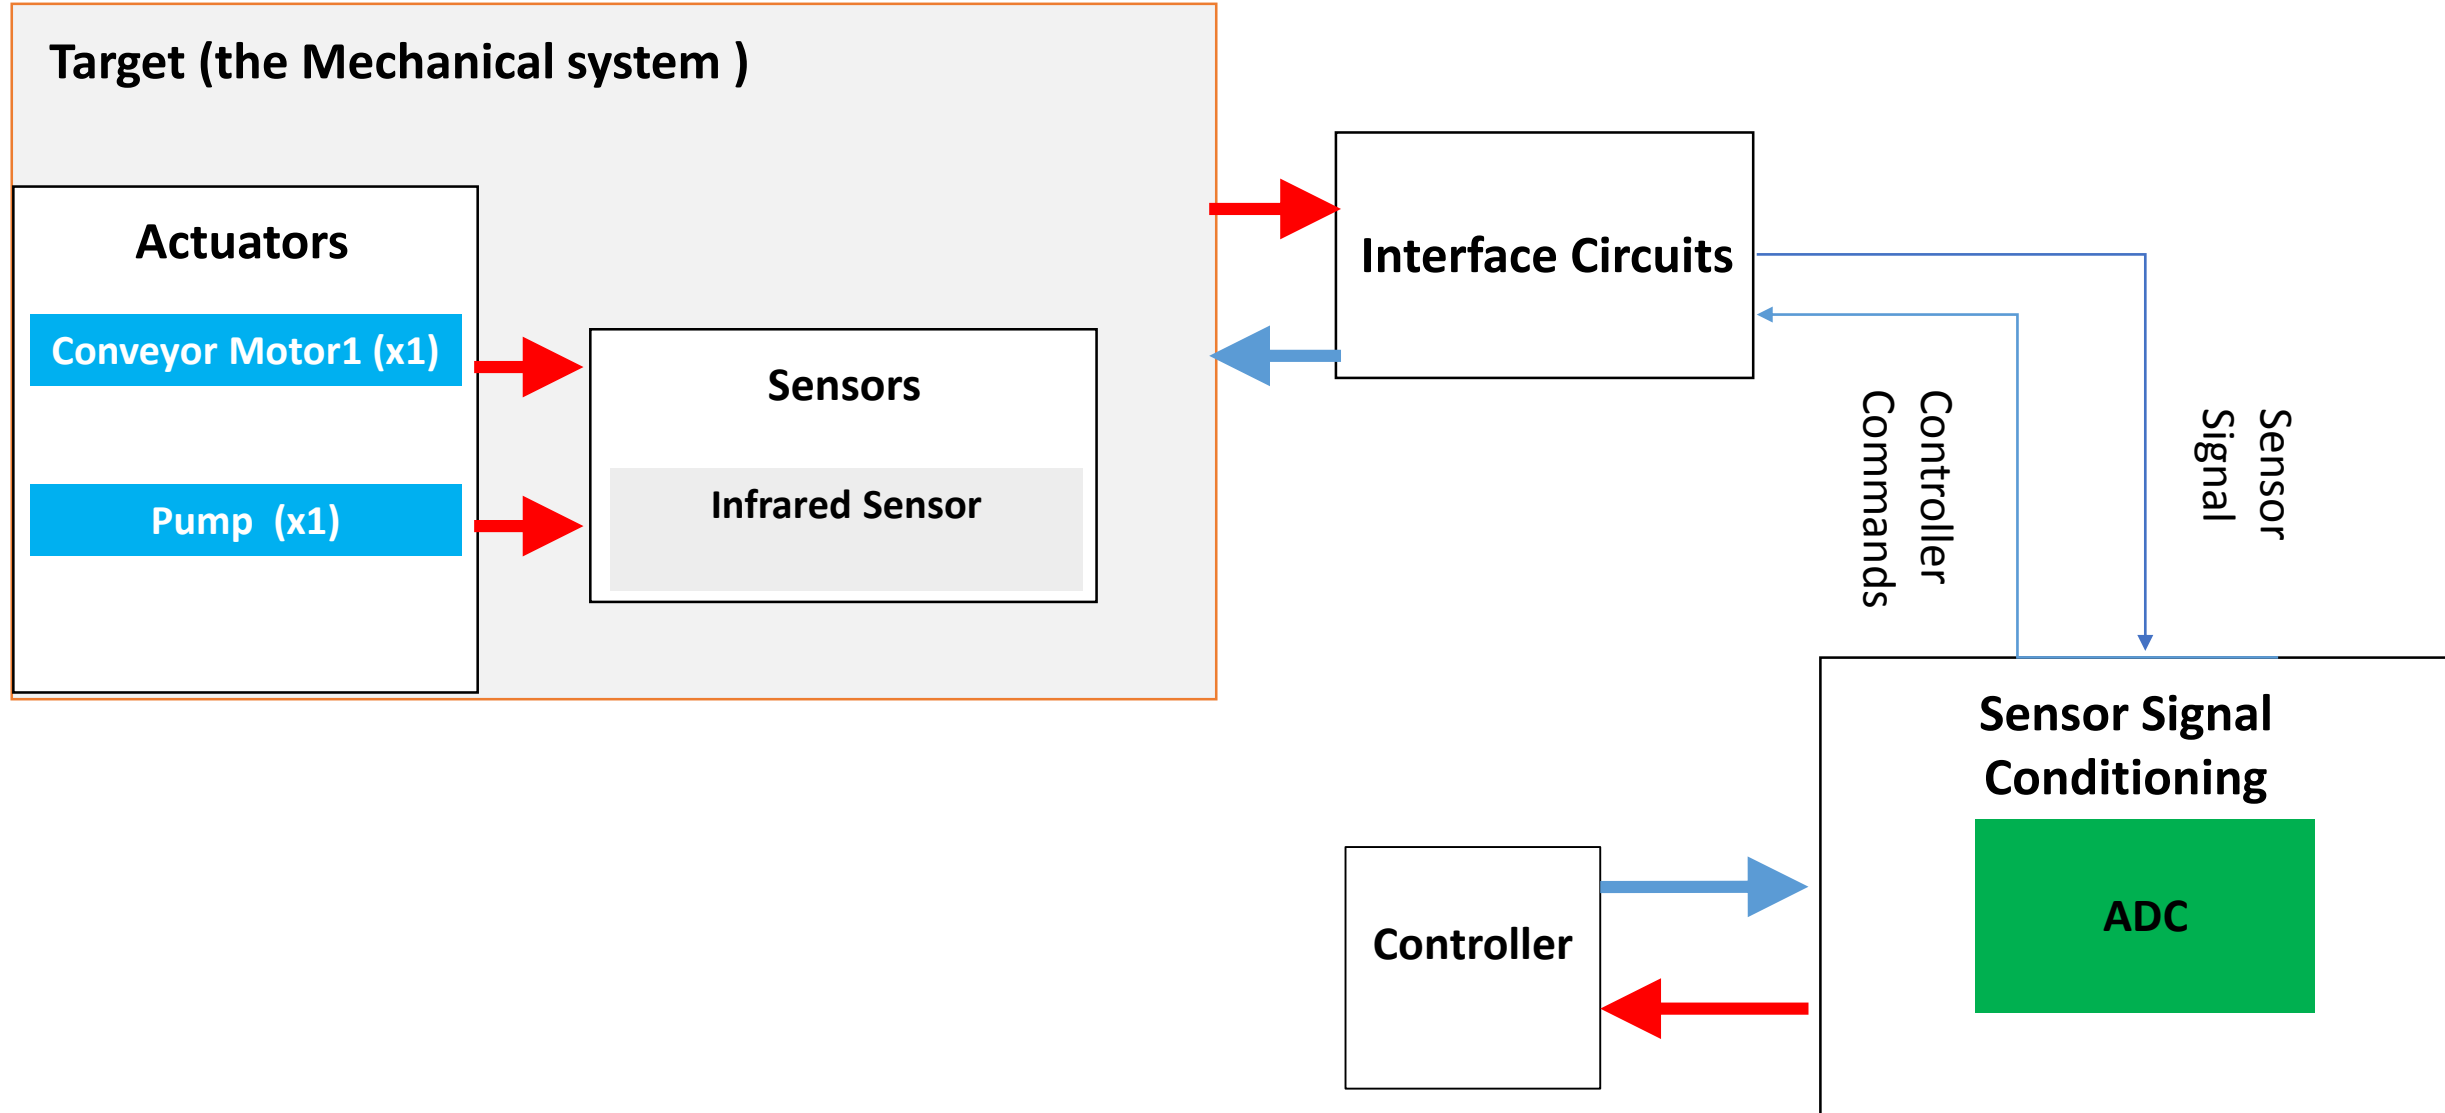 Target (the Mechanical system )
Actuators
Conveyor Motor1 (x1)
Pump  (x1)
Sensors
Infrared Sensor
Interface Circuits
Controller
Commands
Sensor
Signal
Sensor Signal
Conditioning
ADC
Controller